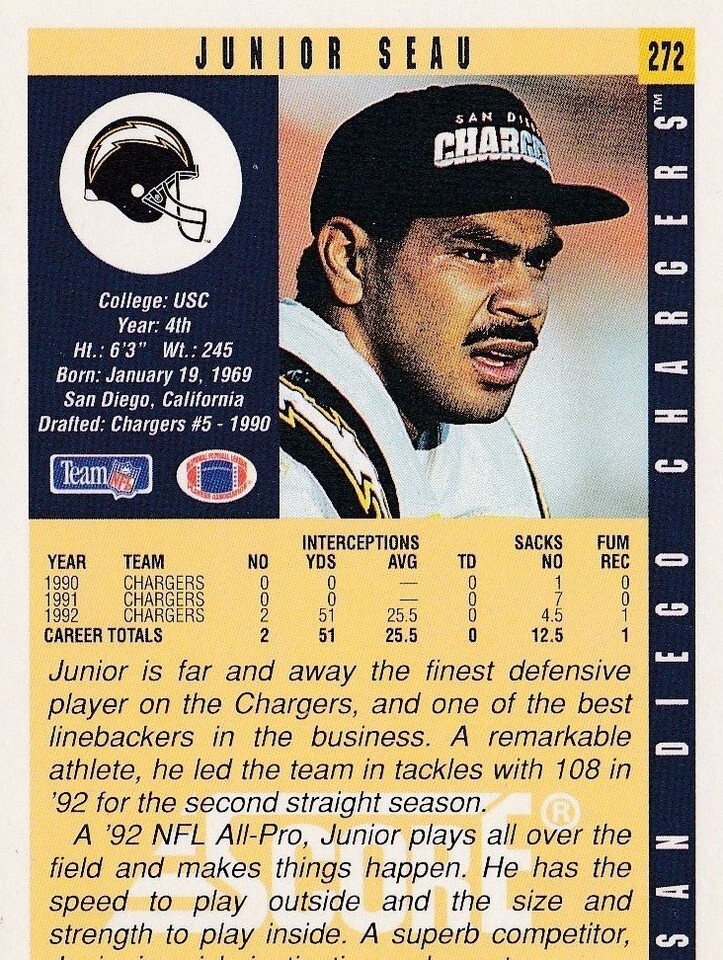 JUNIOR SEAU
272
SAN DIEGO CHARGERS™
SAN DIE
CHARGE
College: USC
Year: 4th
Ht.: 6'3" Wt.: 245
Born: January 19, 1969
San Diego, California
Drafted: Chargers #5 - 1990
Team NFL
INTERCEPTIONS SACKS FUM
YEAR TEAM NO YDS AVG TD NO REC
1990 CHARGERS 0 0 — 0 1 0
1991 CHARGERS 0 0 — 0 7 0
1992 CHARGERS 2 51 25.5 0 4.5 1
CAREER TOTALS 2 51 25.5 0 12.5 1
Junior is far and away the finest defensive
player on the Chargers, and one of the best
linebackers in the business. A remarkable
athlete, he led the team in tackles with 108 in
'92 for the second straight season.
A '92 NFL All-Pro, Junior plays all over the
field and makes things happen. He has the
speed to play outside and the size and
strength to play inside. A superb competitor,
SCORE®